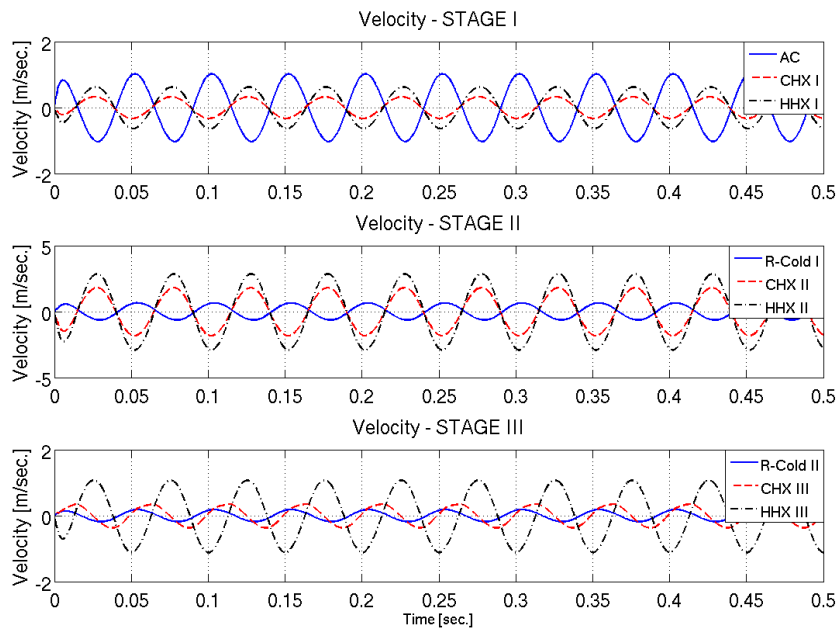 Velocity - STAGE I
Velocity [m/sec.]
2
0
-2
AC
CHX I
HHX I
0 0.05 0.1 0.15 0.2 0.25 0.3 0.35 0.4 0.45 0.5
Velocity - STAGE II
Velocity [m/sec.]
5
0
-5
R-Cold I
CHX II
HHX II
0 0.05 0.1 0.15 0.2 0.25 0.3 0.35 0.4 0.45 0.5
Velocity - STAGE III
Velocity [m/sec.]
2
0
-2
R-Cold II
CHX III
HHX III
0 0.05 0.1 0.15 0.2 0.25 0.3 0.35 0.4 0.45 0.5
Time [sec.]